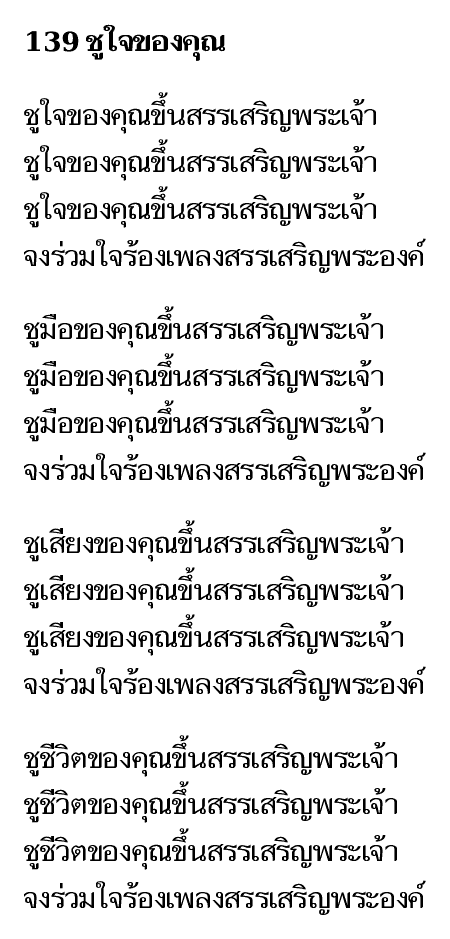 139 ชูใจของคุณ
ชูใจของคุณขึ้นสรรเสริญพระเจ้า
ชูใจของคุณขึ้นสรรเสริญพระเจ้า
ชูใจของคุณขึ้นสรรเสริญพระเจ้า
จงร่วมใจร้องเพลงสรรเสริญพระองค์
ชูมือของคุณขึ้นสรรเสริญพระเจ้า
ชูมือของคุณขึ้นสรรเสริญพระเจ้า
ชูมือของคุณขึ้นสรรเสริญพระเจ้า
จงร่วมใจร้องเพลงสรรเสริญพระองค์
ชูเสียงของคุณขึ้นสรรเสริญพระเจ้า
ชูเสียงของคุณขึ้นสรรเสริญพระเจ้า
ชูเสียงของคุณขึ้นสรรเสริญพระเจ้า
จงร่วมใจร้องเพลงสรรเสริญพระองค์
ชูชีวิตของคุณขึ้นสรรเสริญพระเจ้า
ชูชีวิตของคุณขึ้นสรรเสริญพระเจ้า
ชูชีวิตของคุณขึ้นสรรเสริญพระเจ้า
จงร่วมใจร้องเพลงสรรเสริญพระองค์